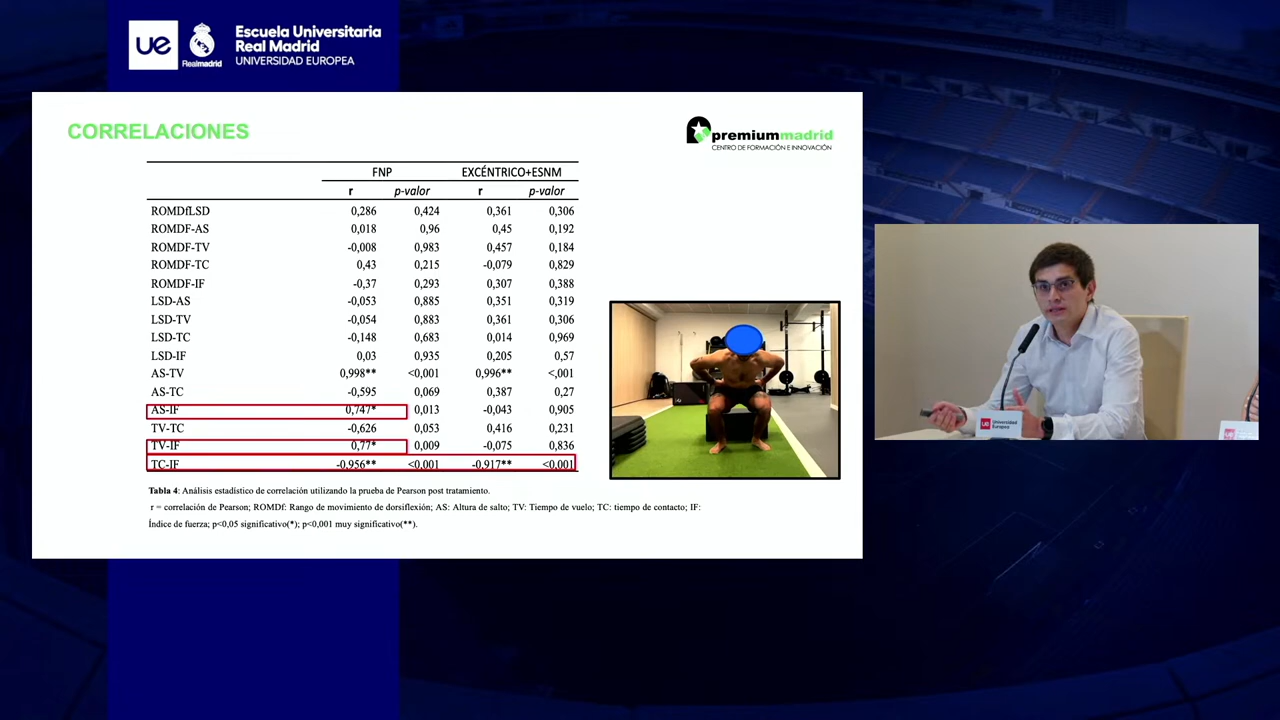 ue
Realmadrid
Escuela Universitaria
Real Madrid
UNIVERSIDAD EUROPEA
CORRELACIONES
premiummadrid
CENTRO DE FORMACIÓN E INNOVACIÓN
FNP EXCÉNTRICO+ESNM
r p-valor r p-valor
ROMDfLSD 0,286 0,424 0,361 0,306
ROMDF-AS 0,018 0,96 0,45 0,192
ROMDF-TV -0,008 0,983 0,457 0,184
ROMDF-TC 0,43 0,215 -0,079 0,829
ROMDF-IF -0,37 0,293 0,307 0,388
LSD-AS -0,053 0,885 0,351 0,319
LSD-TV -0,054 0,883 0,361 0,306
LSD-TC -0,148 0,683 0,014 0,969
LSD-IF 0,03 0,935 0,205 0,57
AS-TV 0,998** <0,001 0,996** <,001
AS-TC -0,595 0,069 0,387 0,27
AS-IF 0,747* 0,013 -0,043 0,905
TV-TC -0,626 0,053 0,416 0,231
TV-IF 0,77* 0,009 -0,075 0,836
TC-IF -0,956** <0,001 -0,917** <0,001
Tabla 4: Análisis estadístico de correlación utilizando la prueba de Pearson post tratamiento.
r = correlación de Pearson; ROMDf: Rango de movimiento de dorsiflexión; AS: Altura de salto; TV: Tiempo de vuelo; TC: tiempo de contacto; IF:
Índice de fuerza; p<0,05 significativo(*); p<0,001 muy significativo(**).
ue Universidad
Europea